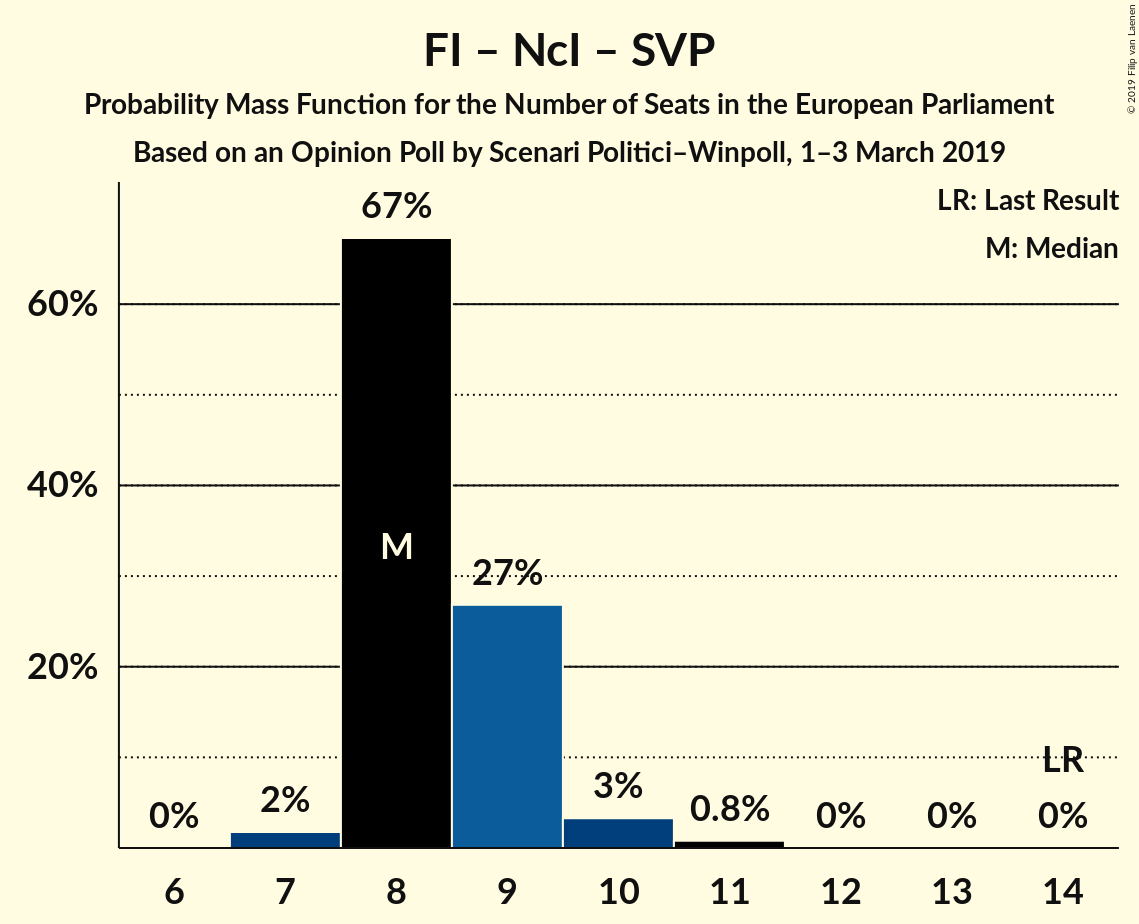 FI – NcI – SVP
Probability Mass Function for the Number of Seats in the European Parliament
Based on an Opinion Poll by Scenari Politici–Winpoll, 1–3 March 2019
© 2019 Filip van Laenen
LR: Last Result
M: Median
67%
60%
40%
M
27%
20%
LR
0% 2% 3% 0.8% 0% 0% 0%
6 7 8 9 10 11 12 13 14